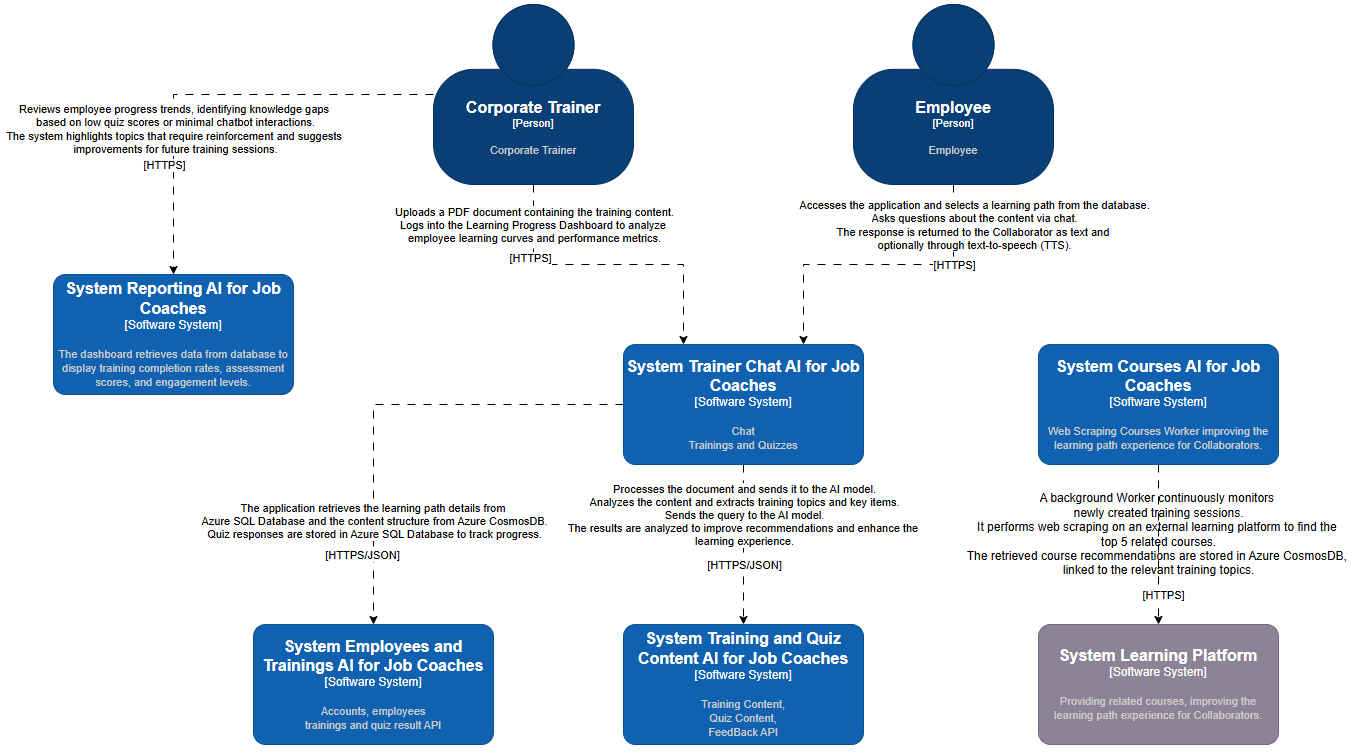 Corporate Trainer
[Person]
Corporate Trainer
Employee
[Person]
Employee
Reviews employee progress trends, identifying knowledge gaps
based on low quiz scores or minimal chatbot interactions.
The system highlights topics that require reinforcement and suggests
improvements for future training sessions.
[HTTPS]
Uploads a PDF document containing the training content.
Logs into the Learning Progress Dashboard to analyze
employee learning curves and performance metrics.
[HTTPS]
Accesses the application and selects a learning path from the database.
Asks questions about the content via chat.
The response is returned to the Collaborator as text and
optionally through text-to-speech (TTS).
[HTTPS]
System Reporting AI for Job
Coaches
[Software System]
The dashboard retrieves data from database to
display training completion rates, assessment
scores, and engagement levels.
System Trainer Chat AI for Job
Coaches
[Software System]
Chat
Trainings and Quizzes
System Courses AI for Job
Coaches
[Software System]
Web Scraping Courses Worker improving the
learning path experience for Collaborators.
The application retrieves the learning path details from
Azure SQL Database and the content structure from Azure CosmosDB.
Quiz responses are stored in Azure SQL Database to track progress.
[HTTPS/JSON]
Processes the document and sends it to the AI model.
Analyzes the content and extracts training topics and key items.
Sends the query to the AI model.
The results are analyzed to improve recommendations and enhance the
learning experience.
[HTTPS/JSON]
A background Worker continuously monitors
newly created training sessions.
It performs web scraping on an external learning platform to find the
top 5 related courses.
The retrieved course recommendations are stored in Azure CosmosDB,
linked to the relevant training topics.
[HTTPS]
System Employees and
Trainings AI for Job Coaches
[Software System]
Accounts, employees
trainings and quiz result API
System Training and Quiz
Content AI for Job Coaches
[Software System]
Training Content,
Quiz Content,
FeedBack API
System Learning Platform
[Software System]
Providing related courses, improving the
learning path experience for Collaborators.